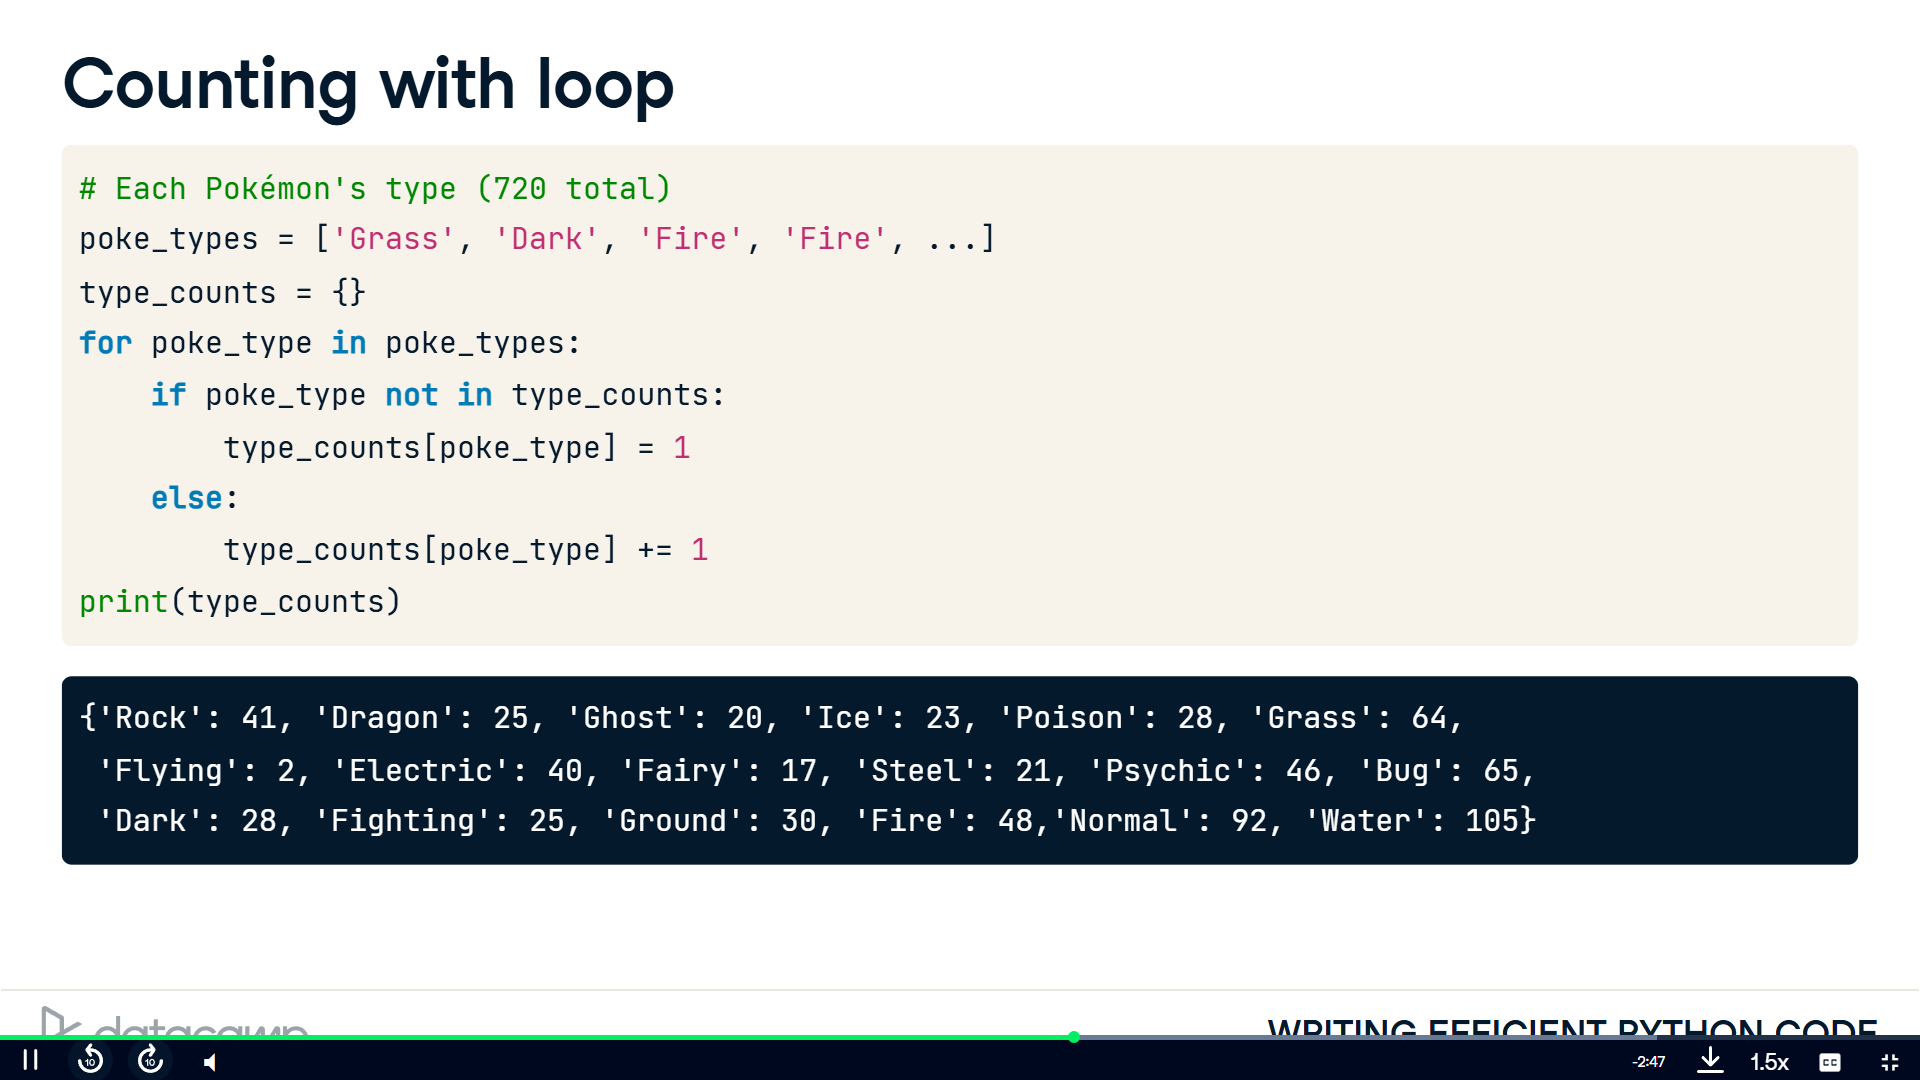 Counting with loop
# Each Pokémon's type (720 total)
poke_types = ['Grass', 'Dark', 'Fire', 'Fire', ...]
type_counts = {}
for poke_type in poke_types:
    if poke_type not in type_counts:
        type_counts[poke_type] = 1
    else:
        type_counts[poke_type] += 1
print(type_counts)
{'Rock': 41, 'Dragon': 25, 'Ghost': 20, 'Ice': 23, 'Poison': 28, 'Grass': 64,
 'Flying': 2, 'Electric': 40, 'Fairy': 17, 'Steel': 21, 'Psychic': 46, 'Bug': 65,
 'Dark': 28, 'Fighting': 25, 'Ground': 30, 'Fire': 48,'Normal': 92, 'Water': 105}
datacamp
WRITING EFFICIENT PYTHON CODE
10 10 -2:47 1.5x CC